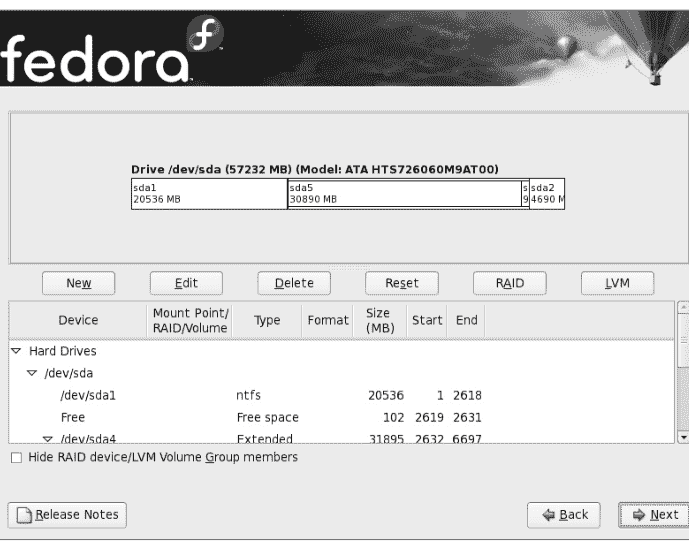 fedora
Drive /dev/sda (57232 MB) (Model: ATA HTS726060M9AT00)
sda1 sda5 s sda2
20536 MB 30890 MB 9 4690 M
New Edit Delete Reset RAID LVM
Device Mount Point/ RAID/Volume Type Format Size (MB) Start End
Hard Drives
/dev/sda
/dev/sda1 ntfs 20536 1 2618
Free Free space 102 2619 2631
/dev/sda4 Extended 31895 2632 6697
Hide RAID device/LVM Volume Group members
Release Notes Back Next